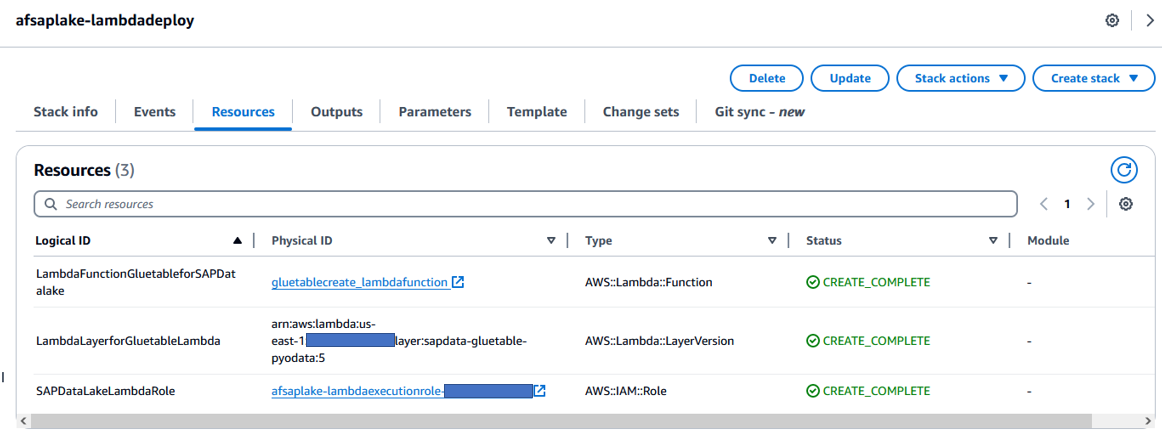 afsaplake-lambdadeploy
Delete
Update
Stack actions
Create stack
Stack info
Events
Resources
Outputs
Parameters
Template
Change sets
Git sync - new
Resources (3)
Search resources
1
Logical ID
Physical ID
Type
Status
Module
LambdaFunctionGluetableforSAPDat
alake
gluetablecreate_lambdafunction
AWS::Lambda::Function
CREATE_COMPLETE
-
LambdaLayerforGluetableLambda
arn:aws:lambda:us-
east-1
layer:sapdata-gluetable-
pyodata:5
AWS::Lambda::LayerVersion
CREATE_COMPLETE
-
SAPDataLakeLambdaRole
afsaplake-lambdaexecutionrole-
AWS::IAM::Role
CREATE_COMPLETE
-